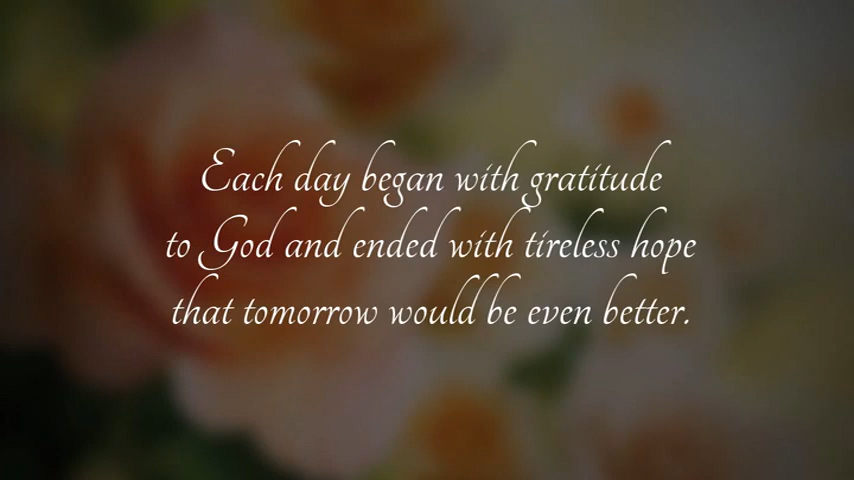 Each day began with gratitude
to God and ended with tireless hope
that tomorrow would be even better.